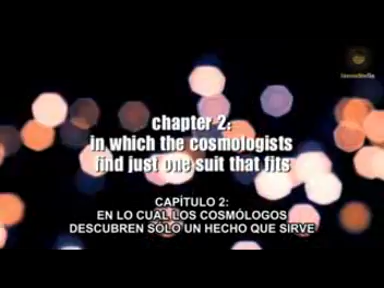 chapter 2:
in which the cosmologists
find just one suit that fits
CAPÍTULO 2:
EN LO CUAL LOS COSMÓLOGOS
DESCUBREN SÓLO UN HECHO QUE SIRVE